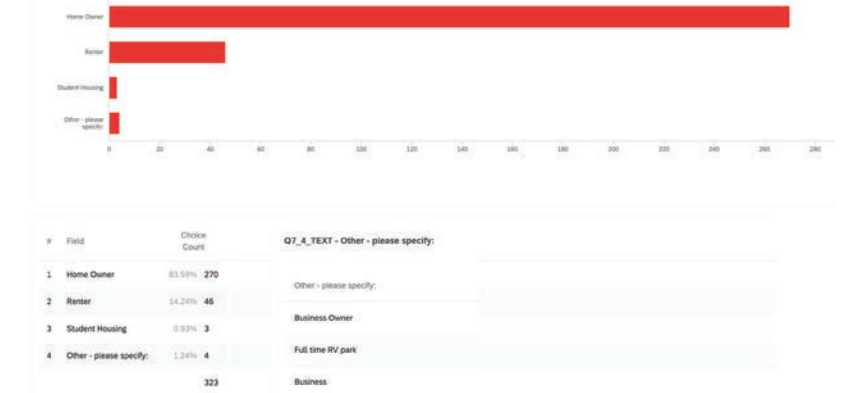 Home Owner
Renter
Student Housing
Other - please
specify:
0 20 40 60 80 100 120 140 160 180 200 220 240 260 280
# Field Choice
Count
1 Home Owner 83.59% 270
2 Renter 14.24% 46
3 Student Housing 0.93% 3
4 Other - please specify: 1.24% 4
323
Q7_4_TEXT - Other - please specify:
Other - please specify:
Business Owner
Full time RV park
Business